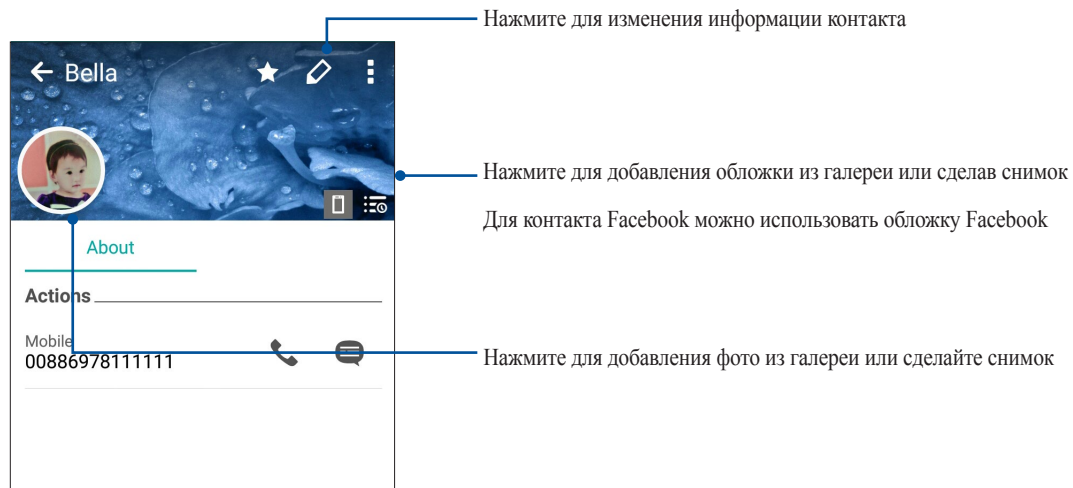 Нажмите для изменения информации контакта
Bella
Нажмите для добавления обложки из галереи или сделав снимок
Для контакта Facebook можно использовать обложку Facebook
About
Actions
Mobile
00886978111111
Нажмите для добавления фото из галереи или сделайте снимок